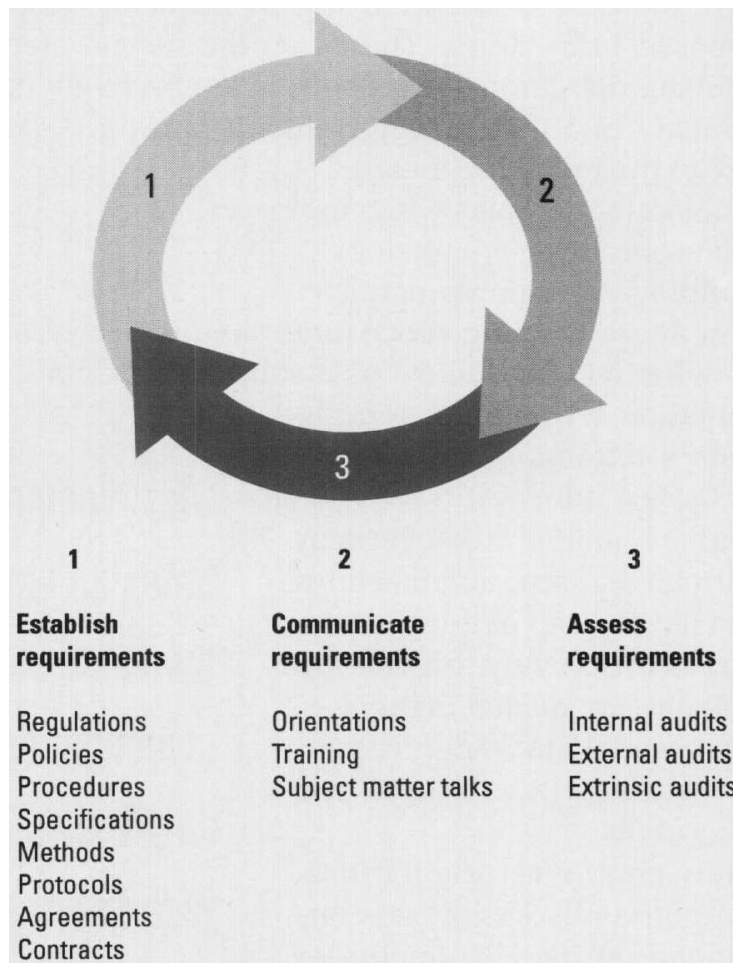 1
2
3
1
Establish
requirements
Regulations
Policies
Procedures
Specifications
Methods
Protocols
Agreements
Contracts
2
Communicate
requirements
Orientations
Training
Subject matter talks
3
Assess
requirements
Internal audits
External audits
Extrinsic audits